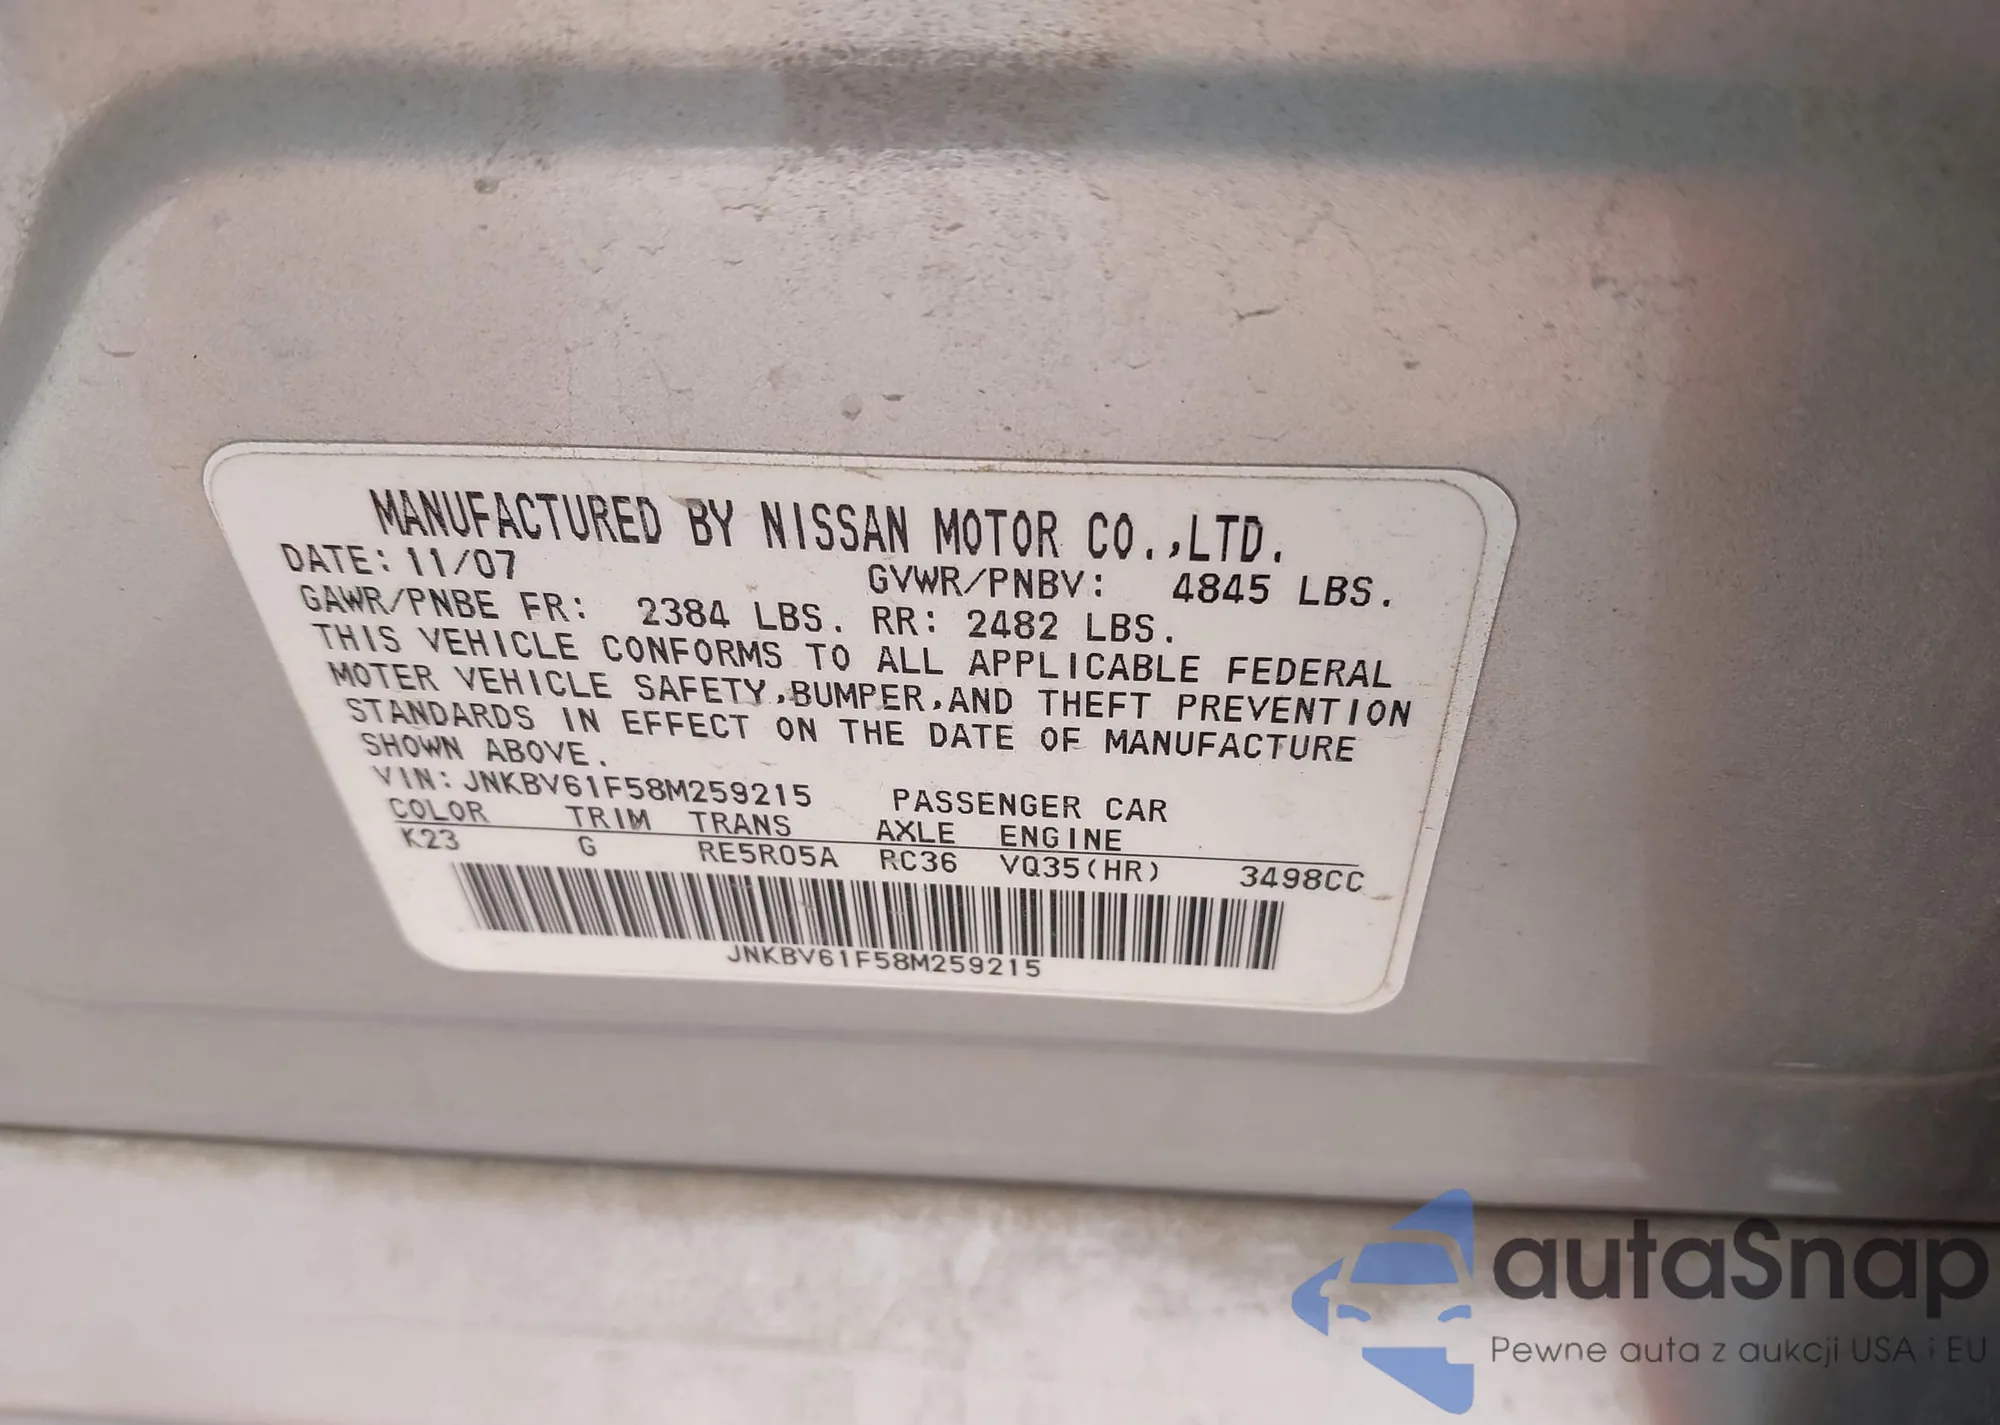 MANUFACTURED BY NISSAN MOTOR CO.,LTD.
DATE: 11/07 GVWR/PNBV: 4845 LBS.
GAWR/PNBE FR: 2384 LBS. RR: 2482 LBS.
THIS VEHICLE CONFORMS TO ALL APPLICABLE FEDERAL
MOTER VEHICLE SAFETY,BUMPER,AND THEFT PREVENTION
STANDARDS IN EFFECT ON THE DATE OF MANUFACTURE
SHOWN ABOVE.
VIN: JNKBV61F58M259215 PASSENGER CAR
COLOR TRIM TRANS AXLE ENGINE
K23 G RE5R05A RC36 VQ35(HR) 3498CC
JNKBV61F58M259215
autaSnap
Pewne auta z aukcji USA i EU